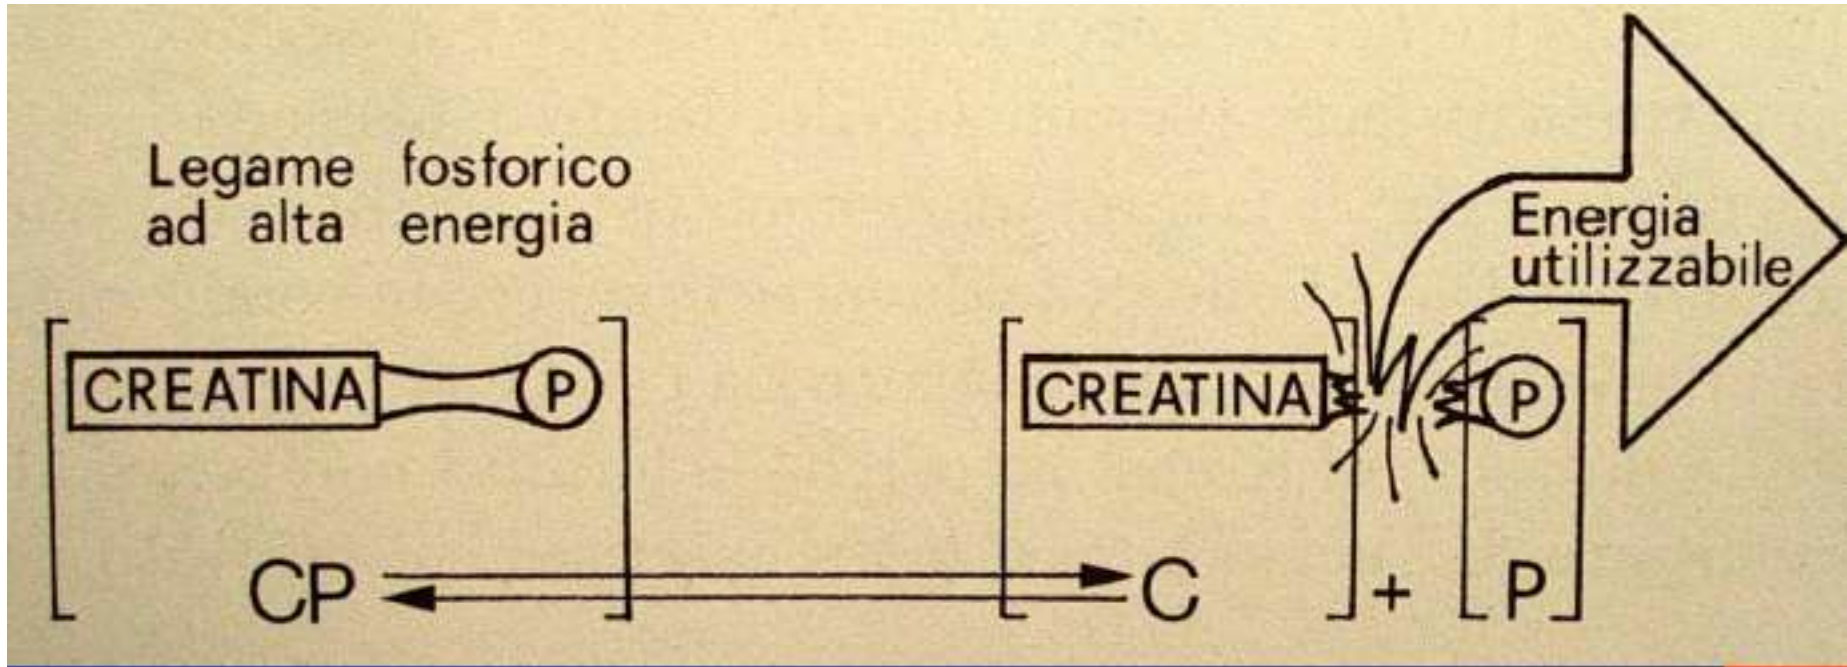 Legame fosforico
ad alta energia
Energia
utilizzabile
CREATINA P
CREATINA P
CP C + P